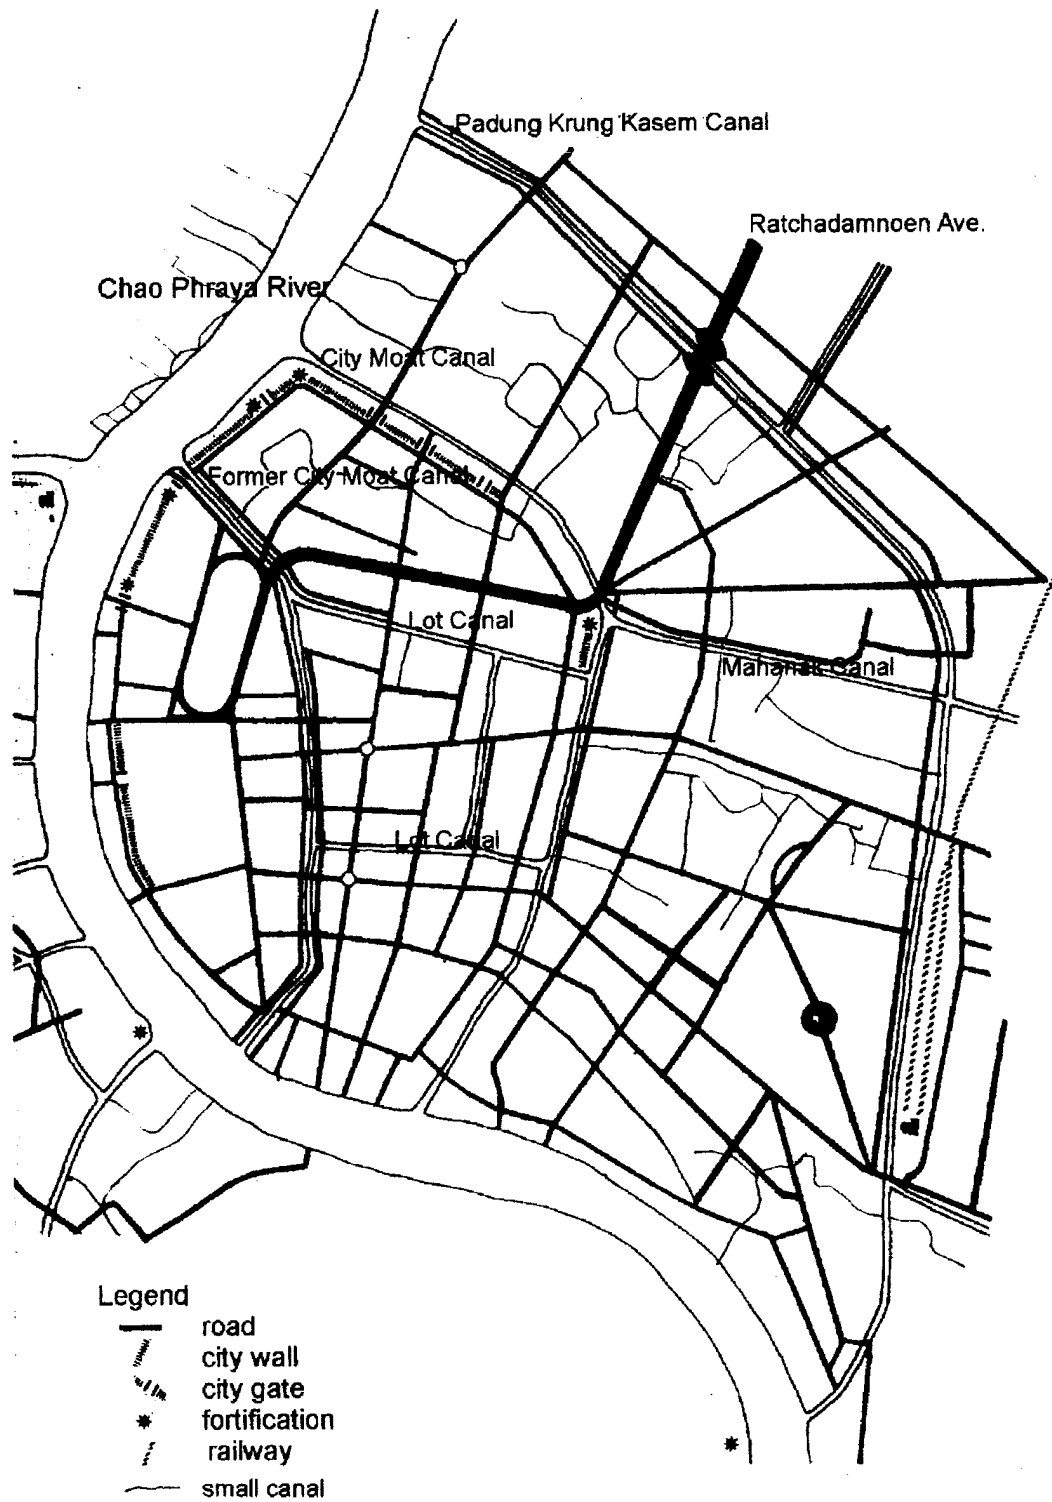 Padung Krung Kasem Canal
Ratchadamnoen Ave.
Chao Phraya River
City Moat Canal
Former City Moat Canal
Lot Canal
Mahanak Canal
Lot Canal
Legend
road
city wall
city gate
fortification
railway
small canal